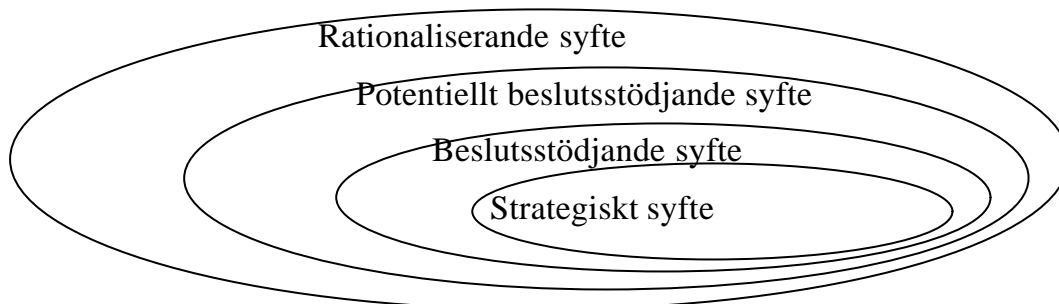 Rationaliserande syfte
Potentiellt beslutsstödjande syfte
Beslutsstödjande syfte
Strategiskt syfte